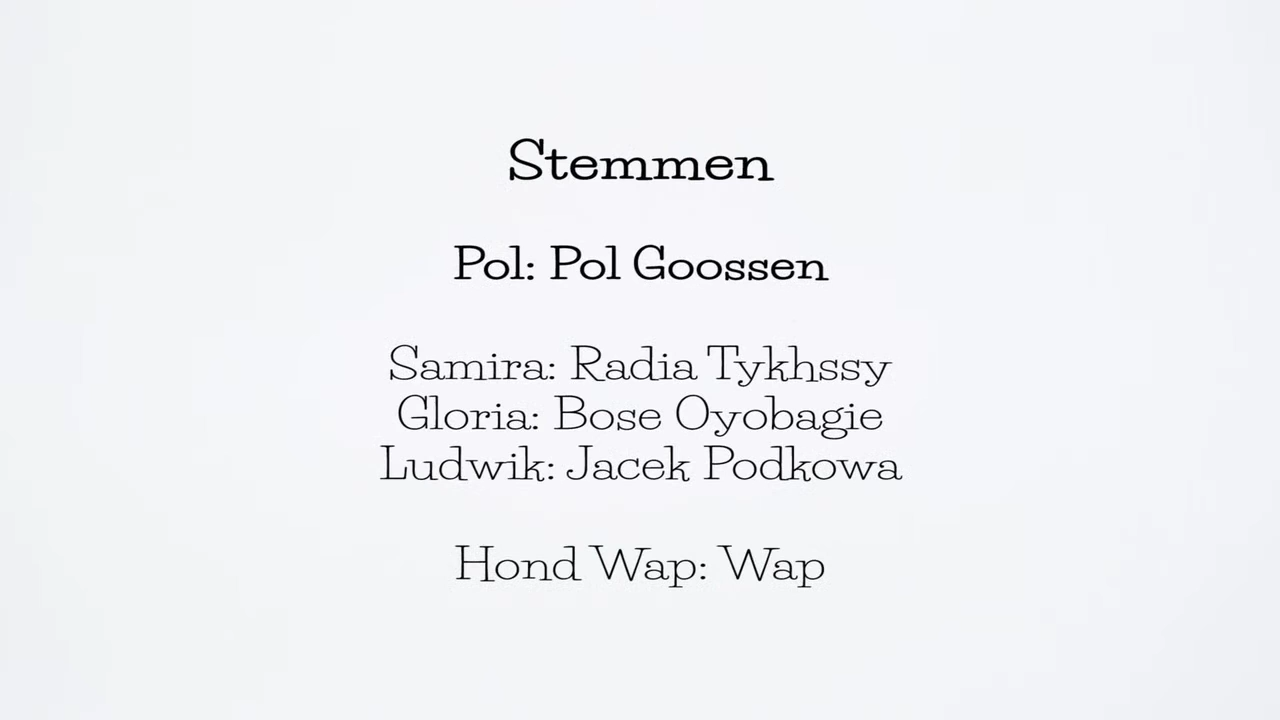 Stemmen
Pol: Pol Goossen
Samira: Radia Tykhssy
Gloria: Bose Oyobagie
Ludwik: Jacek Podkowa
Hond Wap: Wap